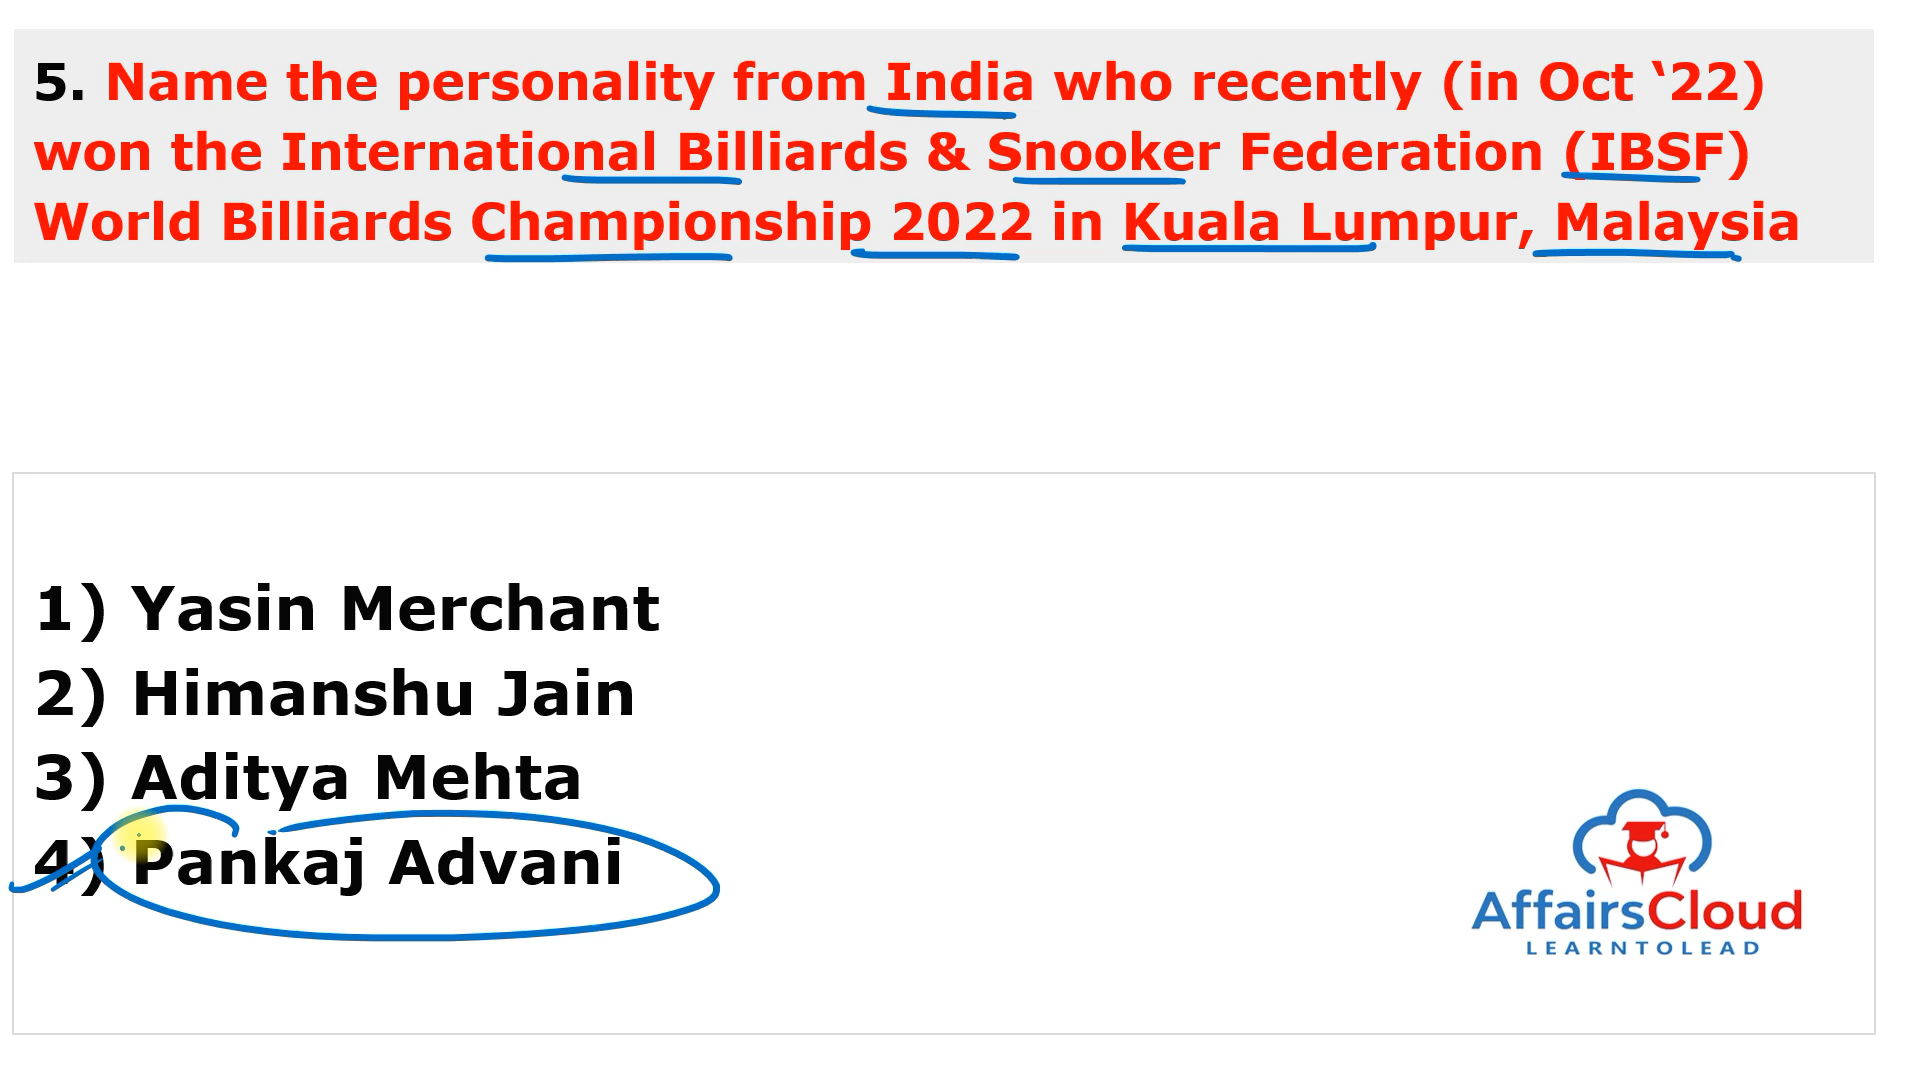 5. Name the personality from India who recently (in Oct ‘22)
won the International Billiards & Snooker Federation (IBSF)
World Billiards Championship 2022 in Kuala Lumpur, Malaysia
1) Yasin Merchant
2) Himanshu Jain
3) Aditya Mehta
4) Pankaj Advani
AffairsCloud
LEARNTOLEAD